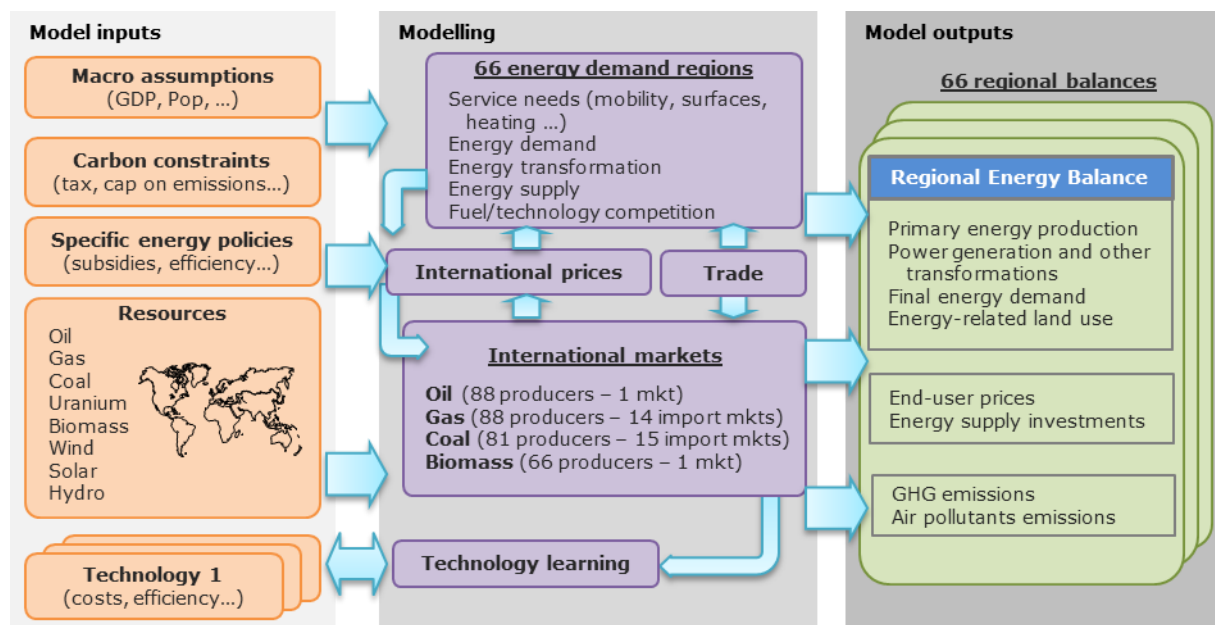 Model inputs
Macro assumptions
(GDP, Pop, ...)
Carbon constraints
(tax, cap on emissions...)
Specific energy policies
(subsidies, efficiency...)
Resources
Oil
Gas
Coal
Uranium
Biomass
Wind
Solar
Hydro
Technology 1
(costs, efficiency...)
Modelling
66 energy demand regions
Service needs (mobility, surfaces,
heating ...)
Energy demand
Energy transformation
Energy supply
Fuel/technology competition
International prices
Trade
International markets
Oil (88 producers – 1 mkt)
Gas (88 producers – 14 import mkts)
Coal (81 producers – 15 import mkts)
Biomass (66 producers – 1 mkt)
Technology learning
Model outputs
66 regional balances
Regional Energy Balance
Primary energy production
Power generation and other
transformations
Final energy demand
Energy-related land use
End-user prices
Energy supply investments
GHG emissions
Air pollutants emissions